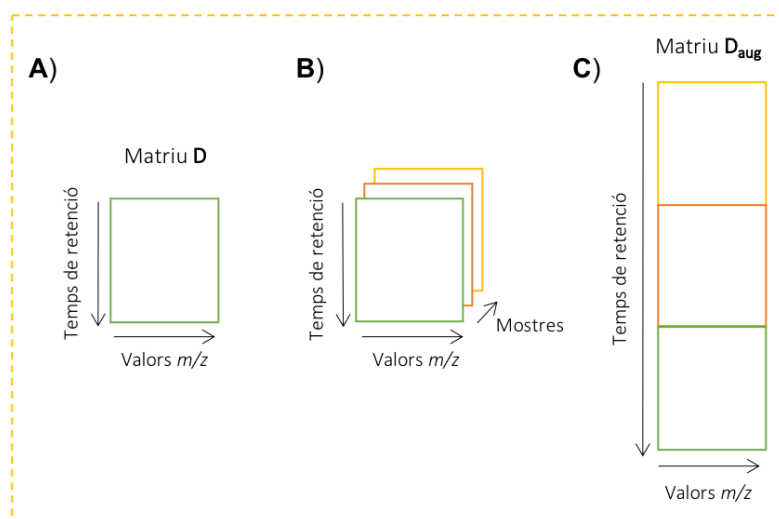 A)
Matriu D
Temps de retenció
Valors m/z
B)
Temps de retenció
Mostres
Valors m/z
C)
Matriu Daug
Temps de retenció
Valors m/z